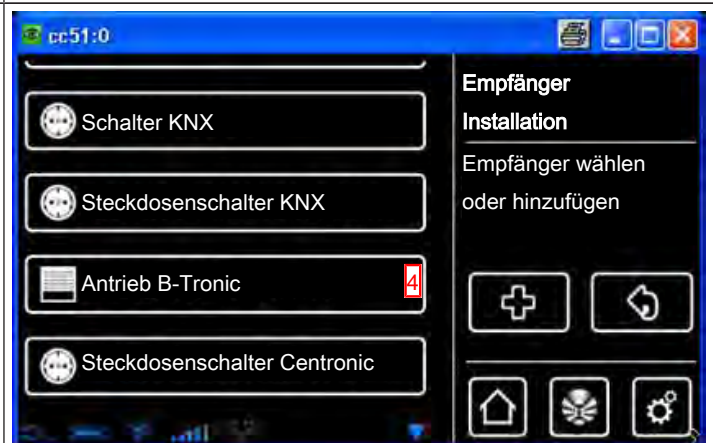 cc51:0
Schalter KNX
Steckdosenschalter KNX
Antrieb B-Tronic
4
Steckdosenschalter Centronic
Empfänger
Installation
Empfänger wählen
oder hinzufügen